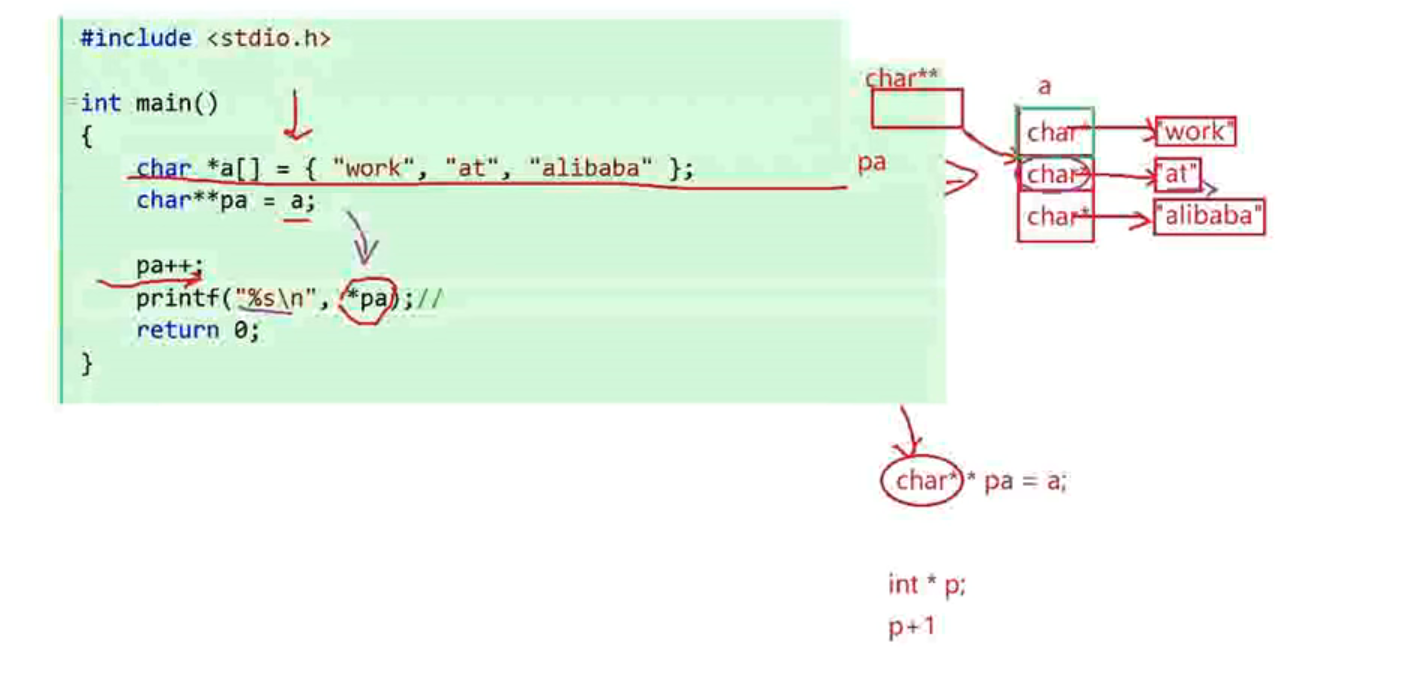 #include <stdio.h>
int main()
{
char *a[] = { "work", "at", "alibaba" };
char**pa = a;
pa++;
printf("%s\n", *pa);//
return 0;
}
char**
pa
a
char*
"work"
char*
"at"
char*
"alibaba"
char* * pa = a;
int * p;
p+1